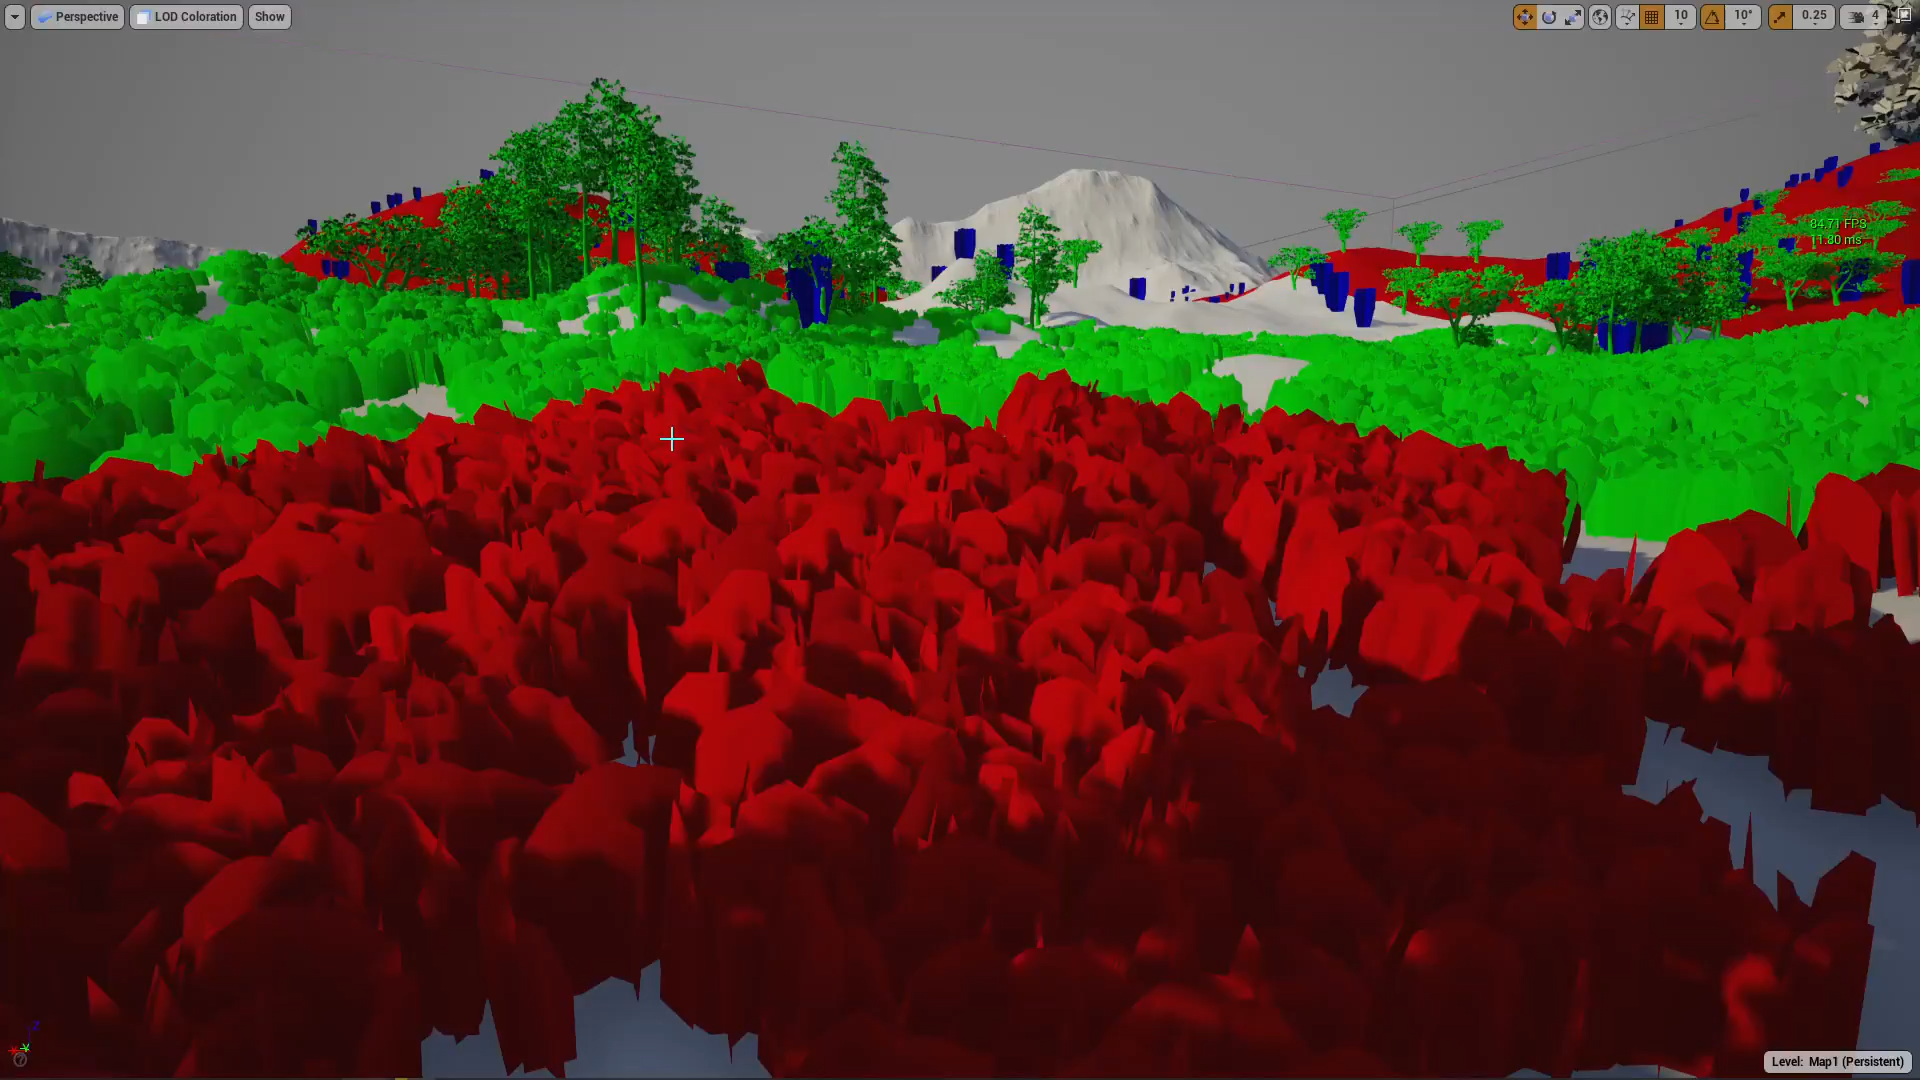 Perspective
LOD Coloration
Show
10
10°
0.25
4
84.71 FPS
11.80 ms
Z
Level: Map1 (Persistent)